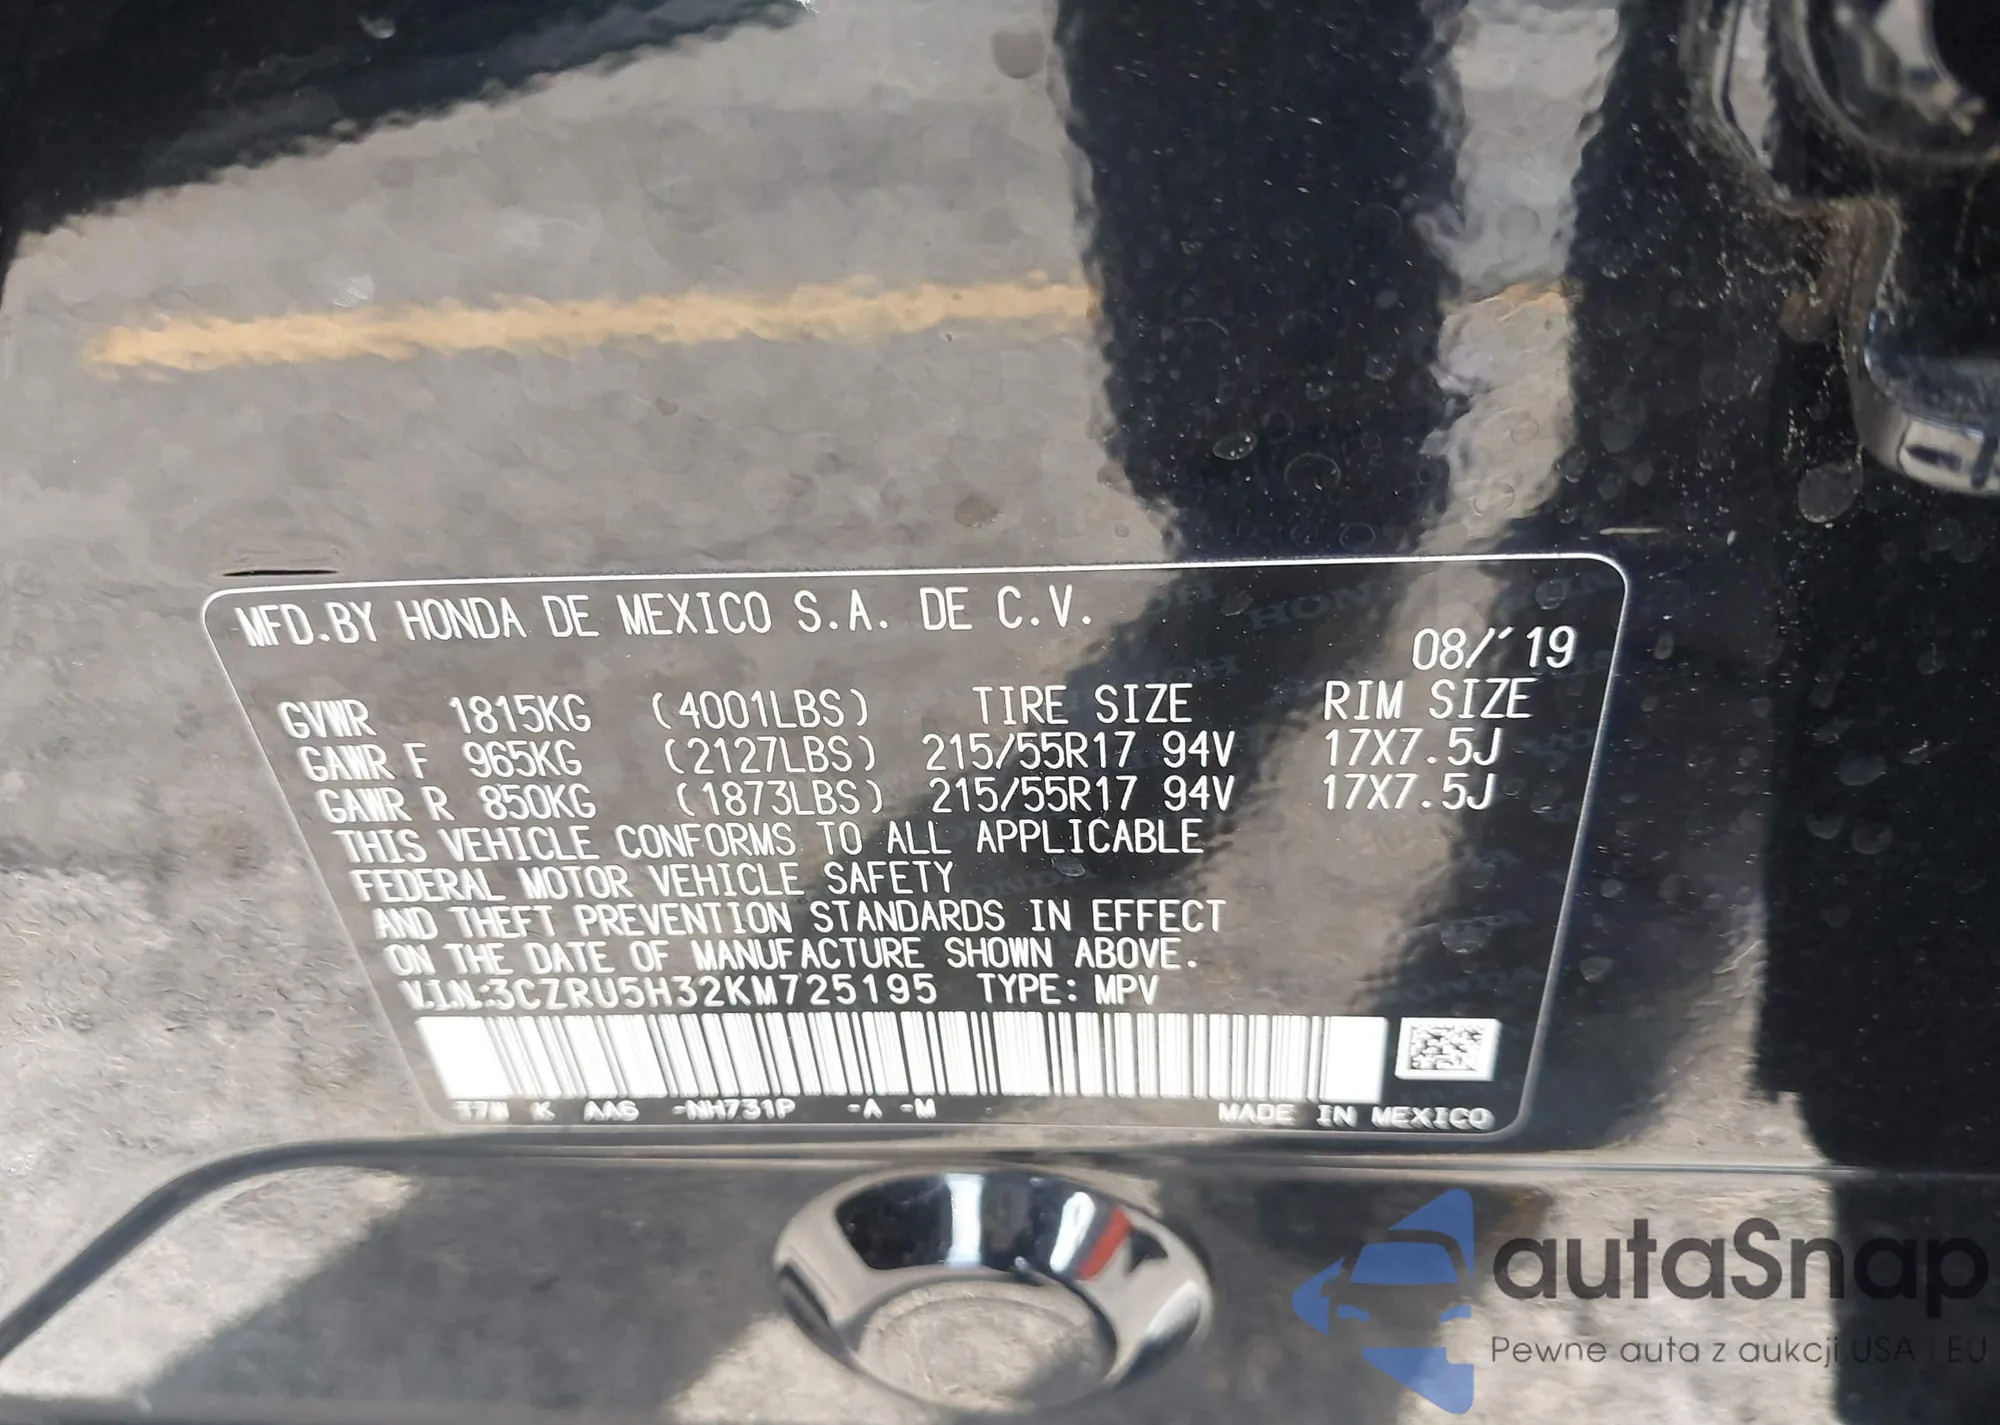 MFD.BY HONDA DE MEXICO S.A. DE C.V.
08/'19
GVWR 1815KG (4001LBS) TIRE SIZE RIM SIZE
GAWR F 965KG (2127LBS) 215/55R17 94V 17X7.5J
GAWR R 850KG (1873LBS) 215/55R17 94V 17X7.5J
THIS VEHICLE CONFORMS TO ALL APPLICABLE
FEDERAL MOTOR VEHICLE SAFETY
AND THEFT PREVENTION STANDARDS IN EFFECT
ON THE DATE OF MANUFACTURE SHOWN ABOVE.
V.I.N.:3CZRU5H32KM725195 TYPE: MPV
K AA6 -NH731P -A -M MADE IN MEXICO
autaSnap
Pewne auta z aukcji USA i EU